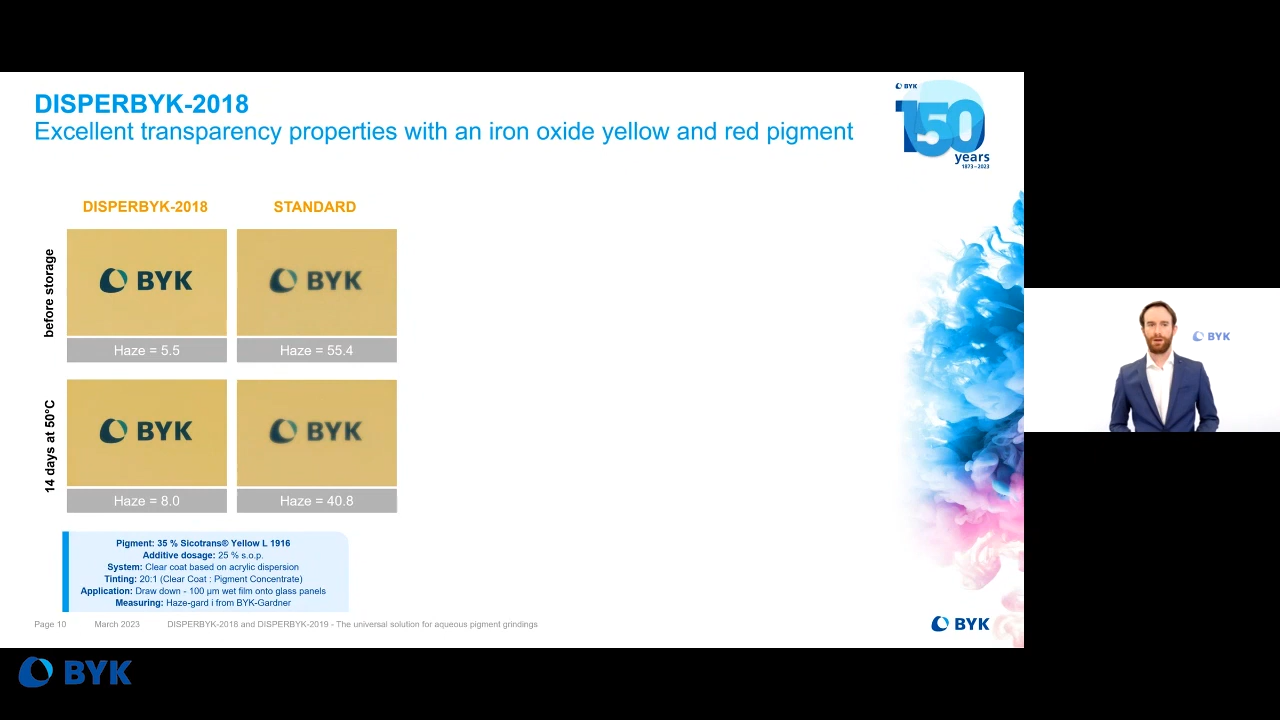 DISPERBYK-2018
Excellent transparency properties with an iron oxide yellow and red pigment
BYK
150
years
1873–2023
DISPERBYK-2018
STANDARD
before storage
BYK
BYK
Haze = 5.5
Haze = 55.4
14 days at 50°C
BYK
BYK
Haze = 8.0
Haze = 40.8
Pigment: 35 % Sicotrans® Yellow L 1916
Additive dosage: 25 % s.o.p.
System: Clear coat based on acrylic dispersion
Tinting: 20:1 (Clear Coat : Pigment Concentrate)
Application: Draw down - 100 µm wet film onto glass panels
Measuring: Haze-gard i from BYK-Gardner
Page 10
March 2023
DISPERBYK-2018 and DISPERBYK-2019 - The universal solution for aqueous pigment grindings
BYK
BYK
BYK